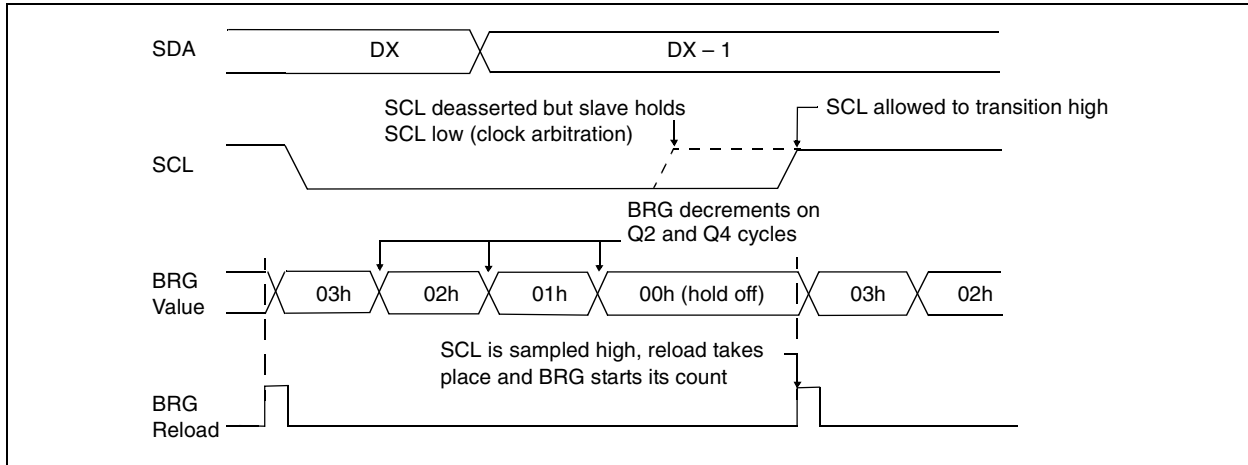 SDA
DX
DX – 1
SCL deasserted but slave holds
SCL low (clock arbitration)
SCL allowed to transition high
SCL
BRG decrements on
Q2 and Q4 cycles
BRG
Value
03h
02h
01h
00h (hold off)
03h
02h
SCL is sampled high, reload takes
place and BRG starts its count
BRG
Reload